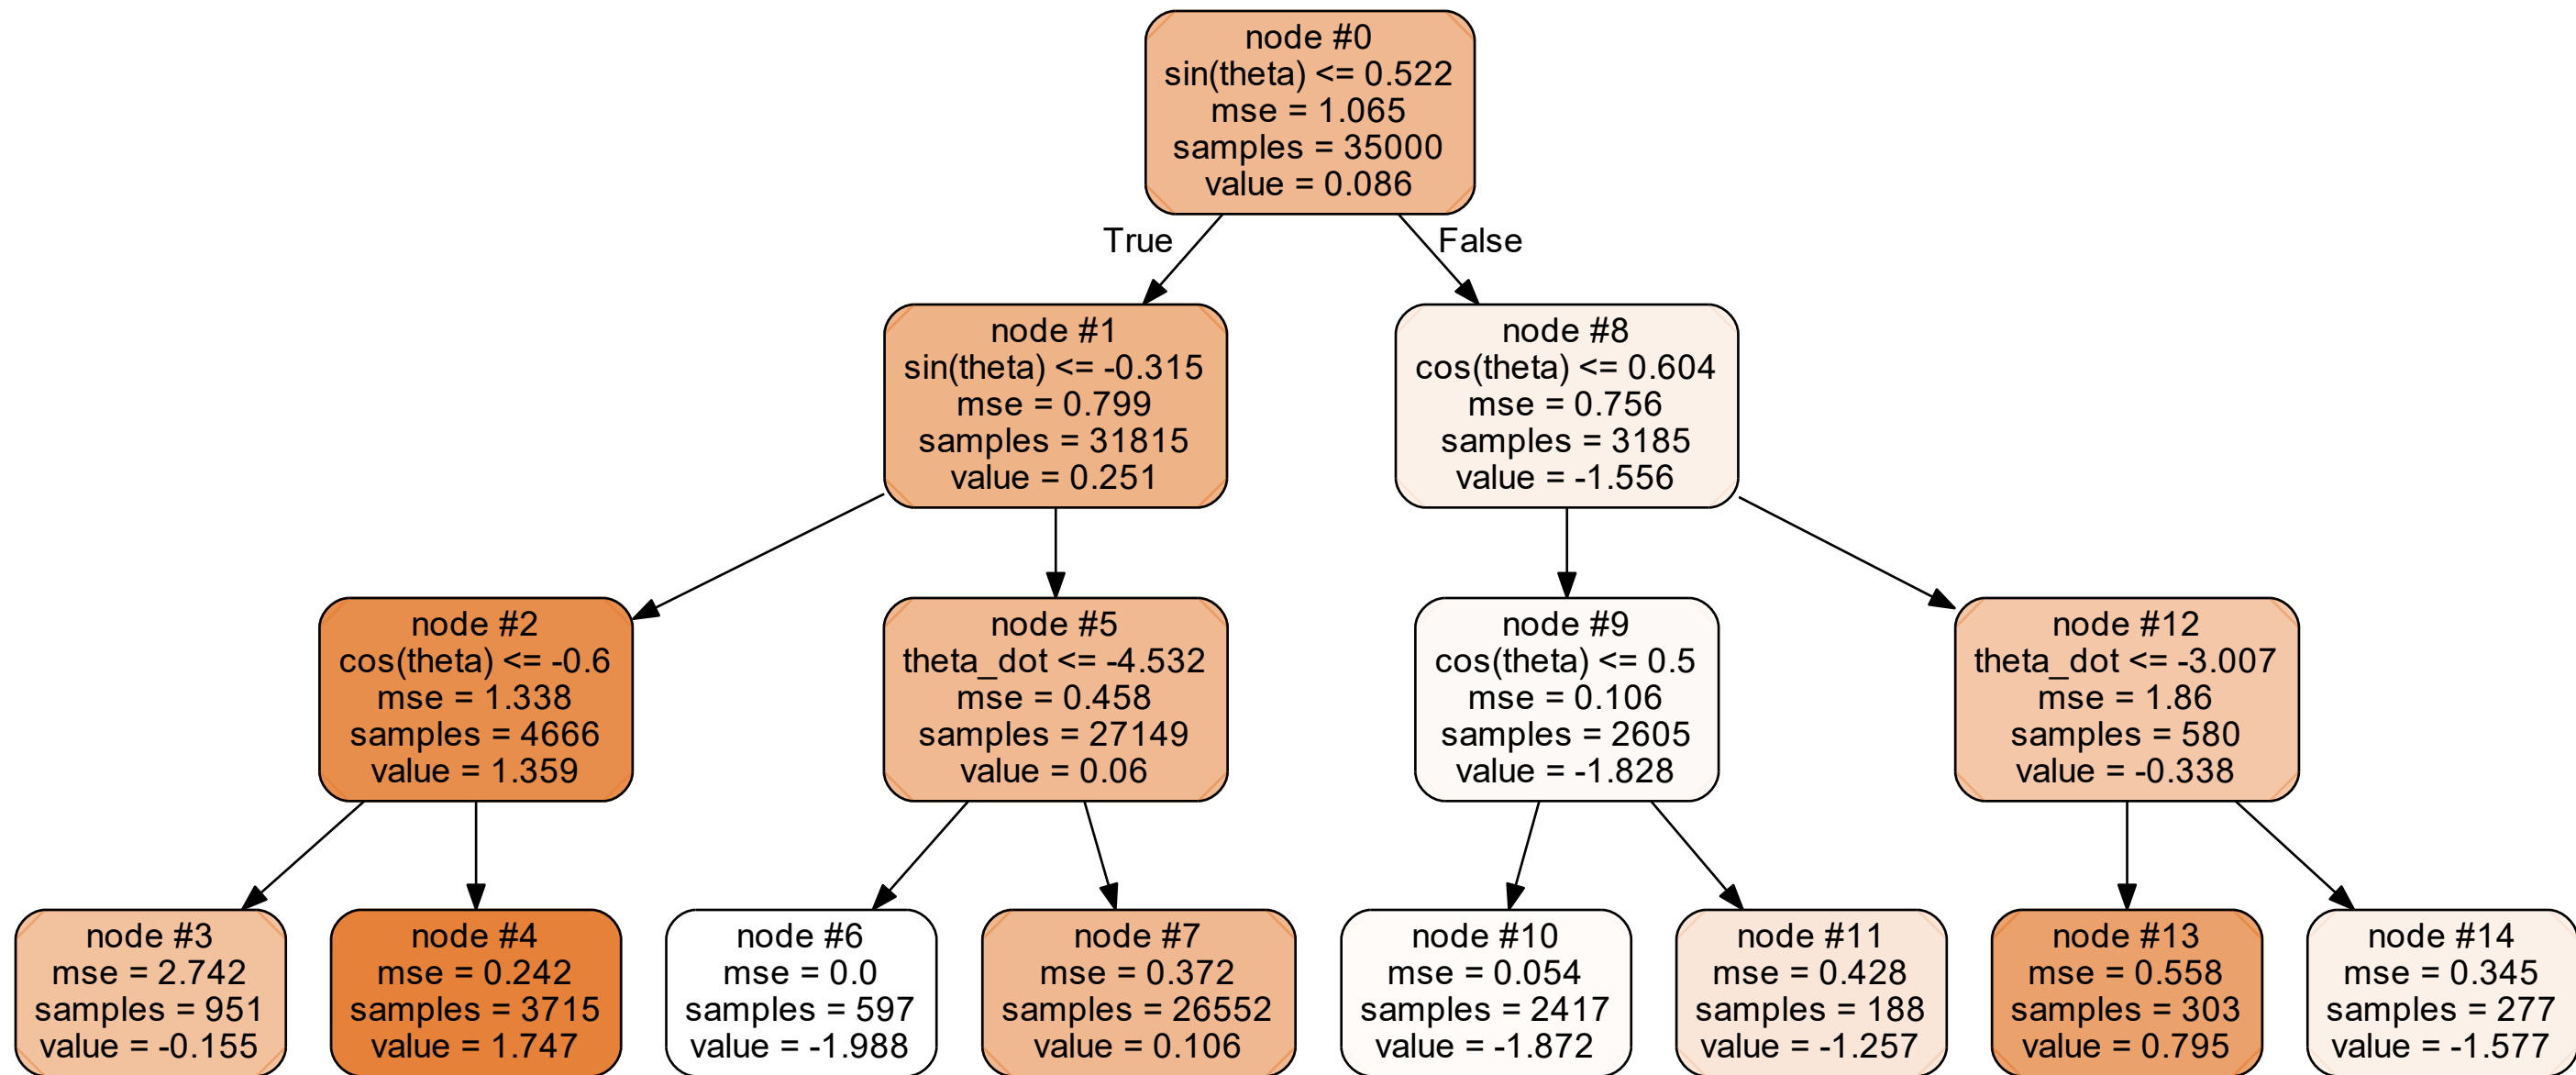 node #0
sin(theta) <= 0.522
mse = 1.065
samples = 35000
value = 0.086
True
False
node #1
sin(theta) <= -0.315
mse = 0.799
samples = 31815
value = 0.251
node #8
cos(theta) <= 0.604
mse = 0.756
samples = 3185
value = -1.556
node #2
cos(theta) <= -0.6
mse = 1.338
samples = 4666
value = 1.359
node #5
theta_dot <= -4.532
mse = 0.458
samples = 27149
value = 0.06
node #9
cos(theta) <= 0.5
mse = 0.106
samples = 2605
value = -1.828
node #12
theta_dot <= -3.007
mse = 1.86
samples = 580
value = -0.338
node #3
mse = 2.742
samples = 951
value = -0.155
node #4
mse = 0.242
samples = 3715
value = 1.747
node #6
mse = 0.0
samples = 597
value = -1.988
node #7
mse = 0.372
samples = 26552
value = 0.106
node #10
mse = 0.054
samples = 2417
value = -1.872
node #11
mse = 0.428
samples = 188
value = -1.257
node #13
mse = 0.558
samples = 303
value = 0.795
node #14
mse = 0.345
samples = 277
value = -1.577